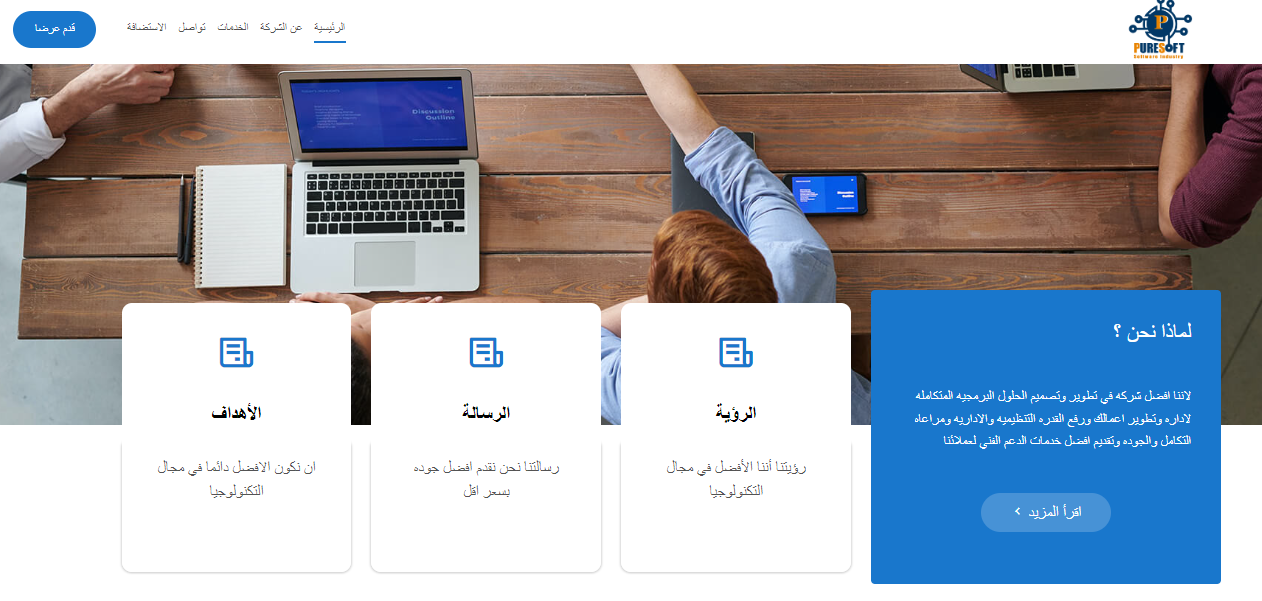 P
PURESOFT
Software Industry
الرئيسية
عن الشركة
الخدمات
تواصل
الاستضافة
قدم عرضنا
Discussion
Outline
لماذا نحن ؟
لاننا افضل شركه في تطوير وتصميم الحلول البرمجيه المتكامله
لاداره وتطوير اعمالك ورفع القدره التنظيميه والاداريه ومراعاه
التكامل والجوده وتقديم افضل خدمات الدعم الفني لعملائنا
اقرأ المزيد
الرؤية
رؤيتنا أننا الأفضل في مجال
التكنولوجيا
الرسالة
رسالتنا نحن نقدم افضل جوده
بسعر اقل
الأهداف
ان نكون الافضل دائما في مجال
التكنولوجيا